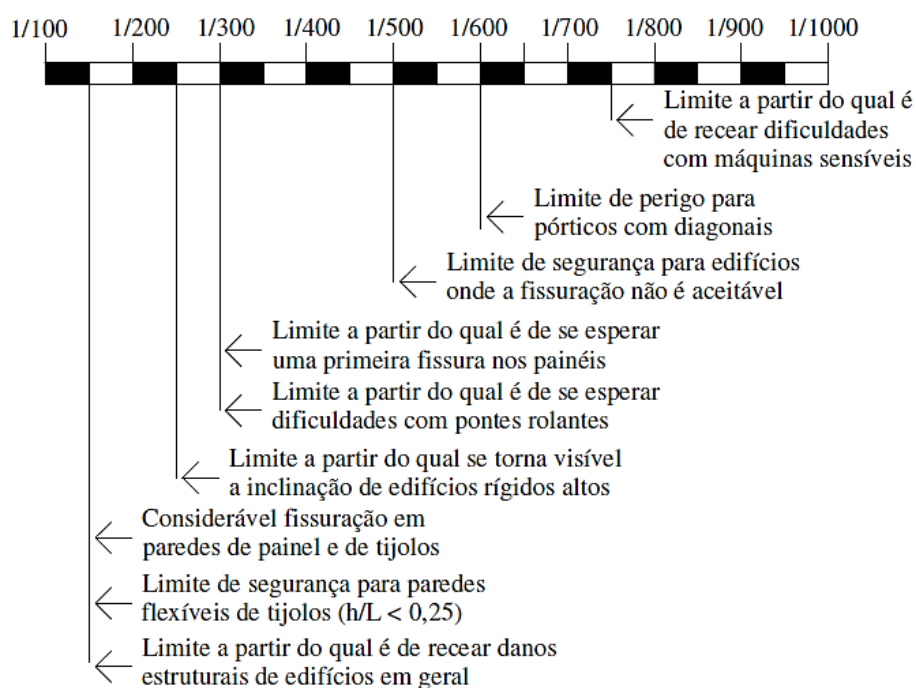 1/100 1/200 1/300 1/400 1/500 1/600 1/700 1/800 1/900 1/1000
Limite a partir do qual é
de recear dificuldades
com máquinas sensíveis
Limite de perigo para
pórticos com diagonais
Limite de segurança para edifícios
onde a fissuração não é aceitável
Limite a partir do qual é de se esperar
uma primeira fissura nos painéis
Limite a partir do qual é de se esperar
dificuldades com pontes rolantes
Limite a partir do qual se torna visível
a inclinação de edifícios rígidos altos
Considerável fissuração em
paredes de painel e de tijolos
Limite de segurança para paredes
flexíveis de tijolos (h/L < 0,25)
Limite a partir do qual é de recear danos
estruturais de edifícios em geral